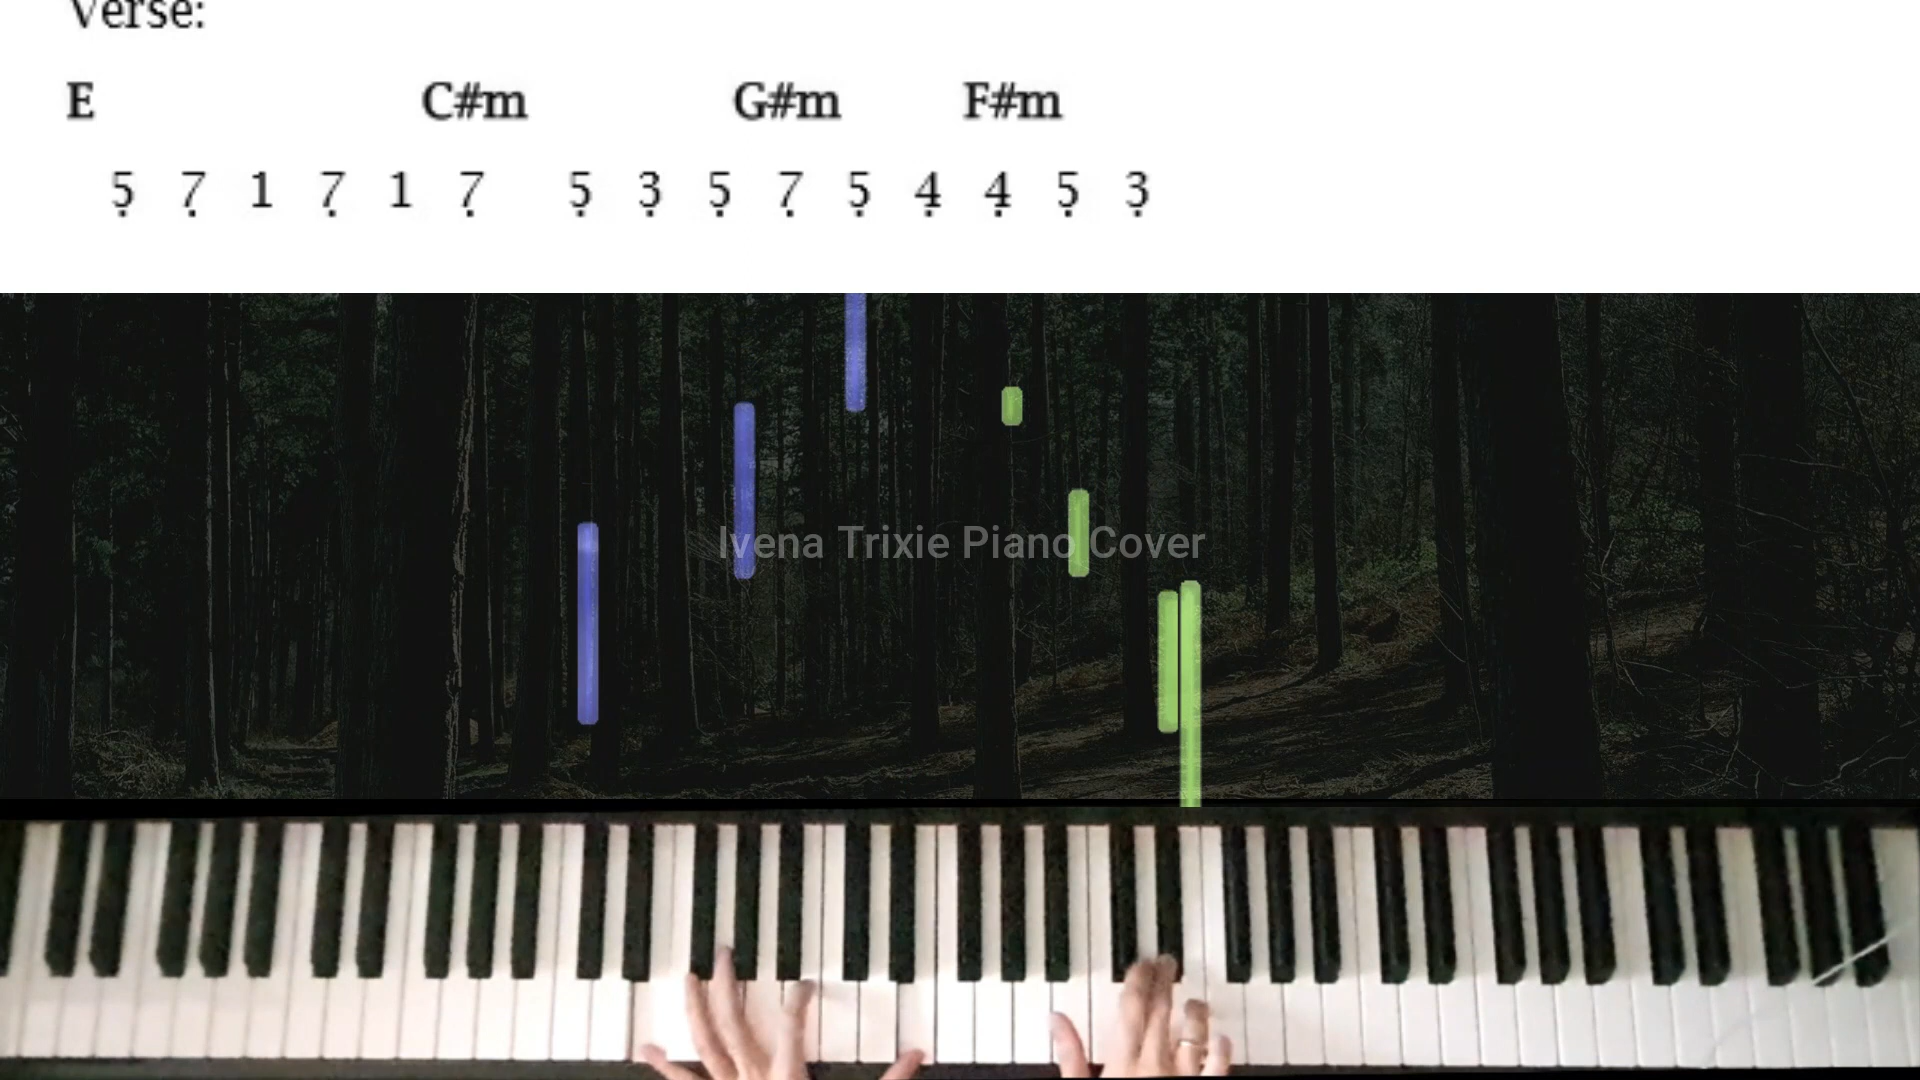 Verse:
E C#m G#m F#m
5̣ 7̣ 1 7̣ 1 7̣ 5̣ 3̣ 5̣ 7̣ 5̣ 4̣ 4̣ 5̣ 3̣
Ivena Trixie Piano Cover